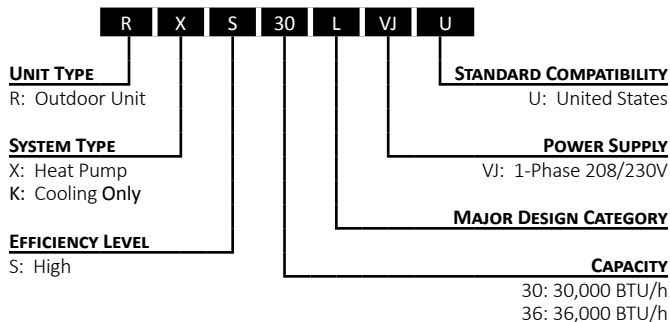 R X S 30 L VJ U
UNIT TYPE
R: Outdoor Unit
SYSTEM TYPE
X: Heat Pump
K: Cooling Only
EFFICIENCY LEVEL
S: High
STANDARD COMPATIBILITY
U: United States
POWER SUPPLY
VJ: 1-Phase 208/230V
MAJOR DESIGN CATEGORY
CAPACITY
30: 30,000 BTU/h
36: 36,000 BTU/h